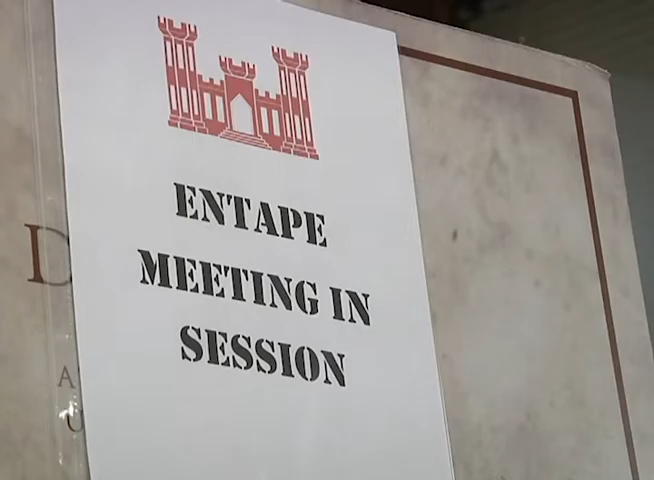 ENTAPE
MEETING IN
SESSION
D
A
U